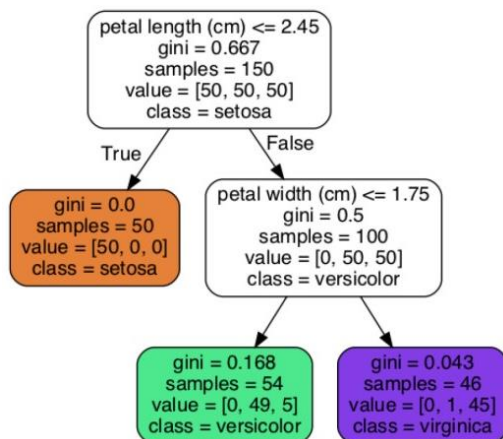 petal length (cm) <= 2.45
gini = 0.667
samples = 150
value = [50, 50, 50]
class = setosa
True
False
gini = 0.0
samples = 50
value = [50, 0, 0]
class = setosa
petal width (cm) <= 1.75
gini = 0.5
samples = 100
value = [0, 50, 50]
class = versicolor
gini = 0.168
samples = 54
value = [0, 49, 5]
class = versicolor
gini = 0.043
samples = 46
value = [0, 1, 45]
class = virginica